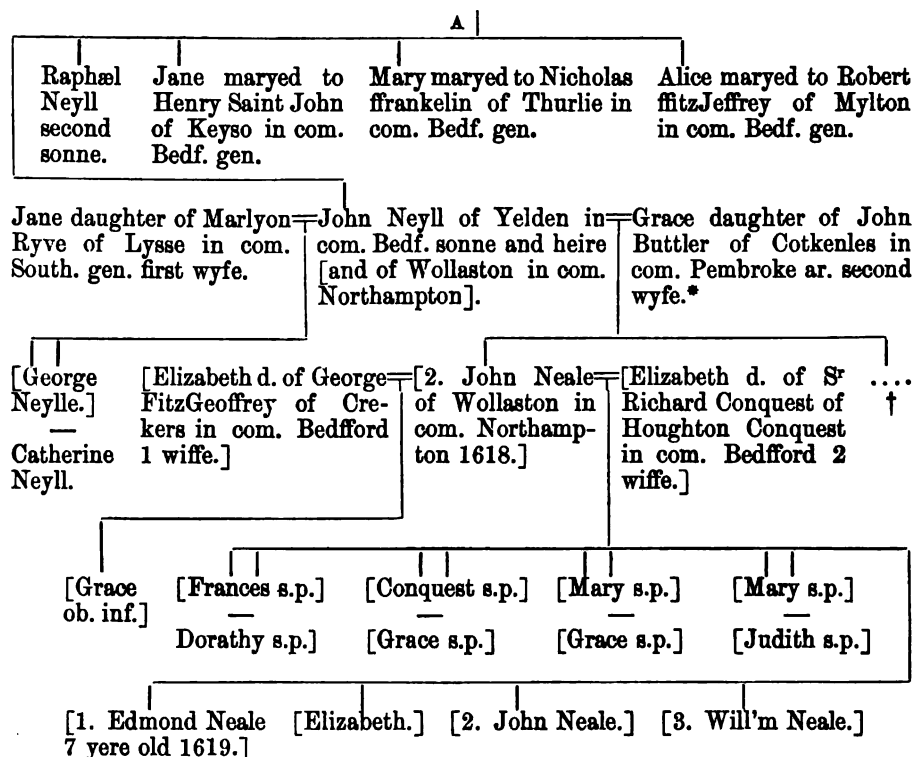 A
Raphæl
Neyll
second
sonne.
Jane maryed to
Henry Saint John
of Keyso in com.
Bedf. gen.
Mary maryed to Nicholas
ffrankelin of Thurlie in
com. Bedf. gen.
Alice maryed to Robert
ffitzJeffrey of Mylton
in com. Bedf. gen.
Jane daughter of Marlyon
Ryve of Lysse in com.
South. gen. first wyfe.
John Neyll of Yelden in
com. Bedf. sonne and heire
[and of Wollaston in com.
Northampton].
Grace daughter of John
Buttler of Cotkenles in
com. Pembroke ar. second
wyfe.*
[George
Neylle.]
—
Catherine
Neyll.
[Elizabeth d. of George
FitzGeoffrey of Cre-
kers in com. Bedfford
1 wiffe.]
[2. John Neale
of Wollaston in
com. Northamp-
ton 1618.]
[Elizabeth d. of Sr
Richard Conquest of
Houghton Conquest
in com. Bedfford 2
wiffe.]
....
†
[Grace
ob. inf.]
[Frances s.p.]
—
Dorathy s.p.]
[Conquest s.p.]
—
[Grace s.p.]
[Mary s.p.]
—
[Grace s.p.]
[Mary s.p.]
—
[Judith s.p.]
[1. Edmond Neale
7 yere old 1619.]
[Elizabeth.]
[2. John Neale.]
[3. Will'm Neale.]